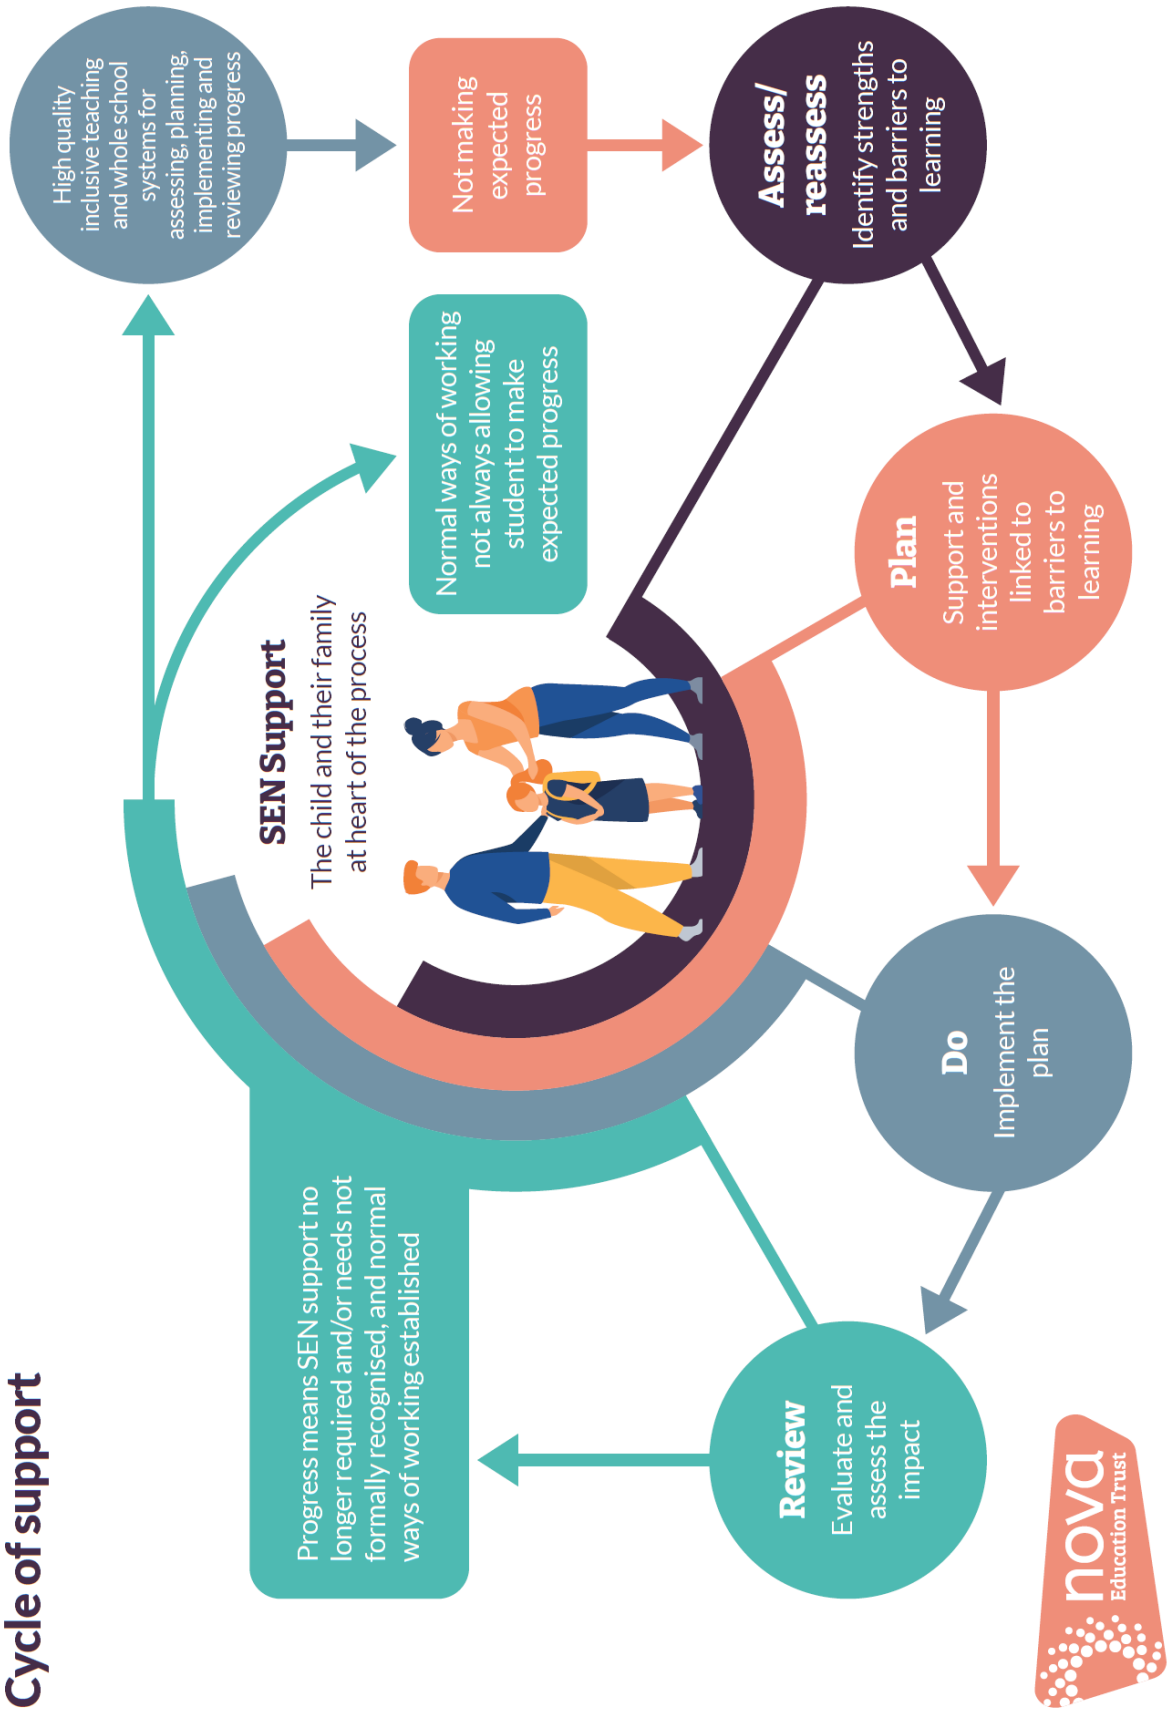 Cycle of support
High quality
inclusive teaching
and whole school
systems for
assessing, planning,
implementing and
reviewing progress
Not making
expected
progress
Assess/
reassess
Identify strengths
and barriers to
learning
Plan
Support and
interventions
linked to
barriers to
learning
Do
Implement the
plan
Review
Evaluate and
assess the
impact
Progress means SEN support no
longer required and/or needs not
formally recognised, and normal
ways of working established
Normal ways of working
not always allowing
student to make
expected progress
SEN Support
The child and their family
at heart of the process
nova
Education Trust